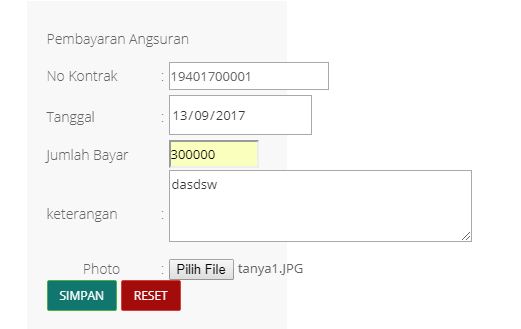 Pembayaran Angsuran
No Kontrak : 19401700001
Tanggal : 13/09/2017
Jumlah Bayar : 300000
keterangan : dasdsw
Photo : Pilih File tanya1.JPG
SIMPAN RESET